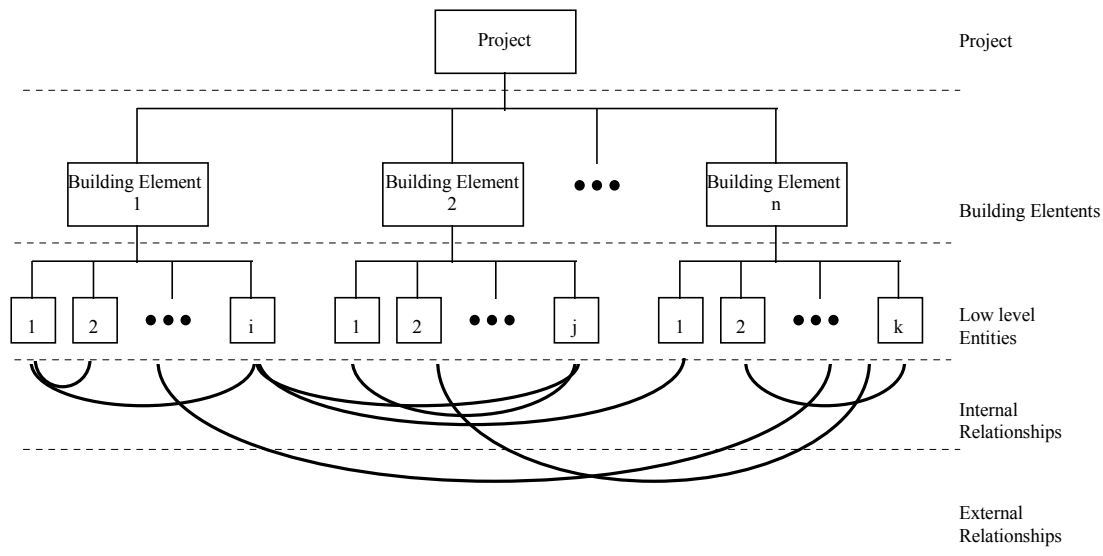 Project
Project
Building Element
1
Building Element
2
•••
Building Element
n
Building Elentents
1
2
•••
i
1
2
•••
j
1
2
•••
k
Low level
Entities
Internal
Relationships
External
Relationships